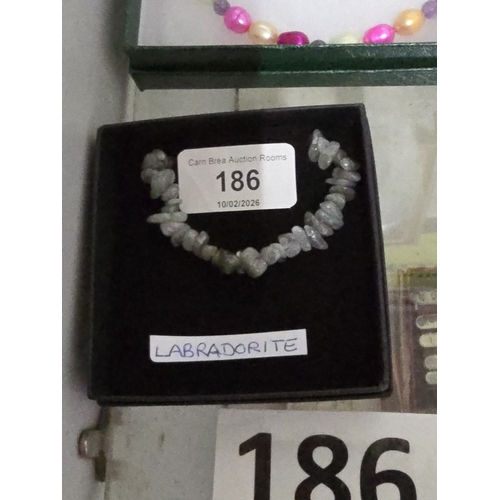 Carn Brea Auction Rooms
186
10/02/2026
LABRADORITE
186